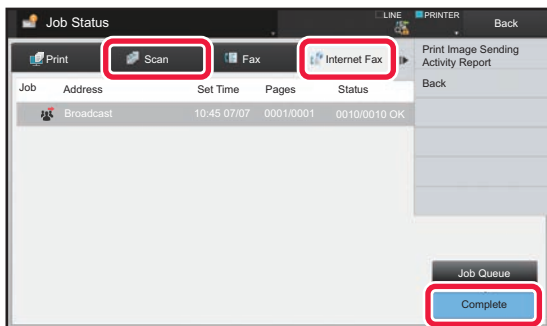 Job Status
LINE
PRINTER
Back
Print
Scan
Fax
Internet Fax
Print Image Sending
Activity Report
Back
Job Address Set Time Pages Status
Broadcast 10:45 07/07 0001/0001 0010/0010 OK
Job Queue
Complete